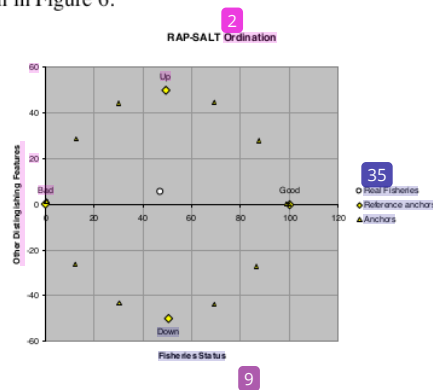 n in Figure 6.
2
RAP-SALT Ordination
60
Up
40
20
35
Bad
Good
Real Fisheries
0
Reference anchors
0 20 40 60 80 100 120
Anchors
Other Distinguishing Features
-20
-40
Down
-60
Fisheries Status
9